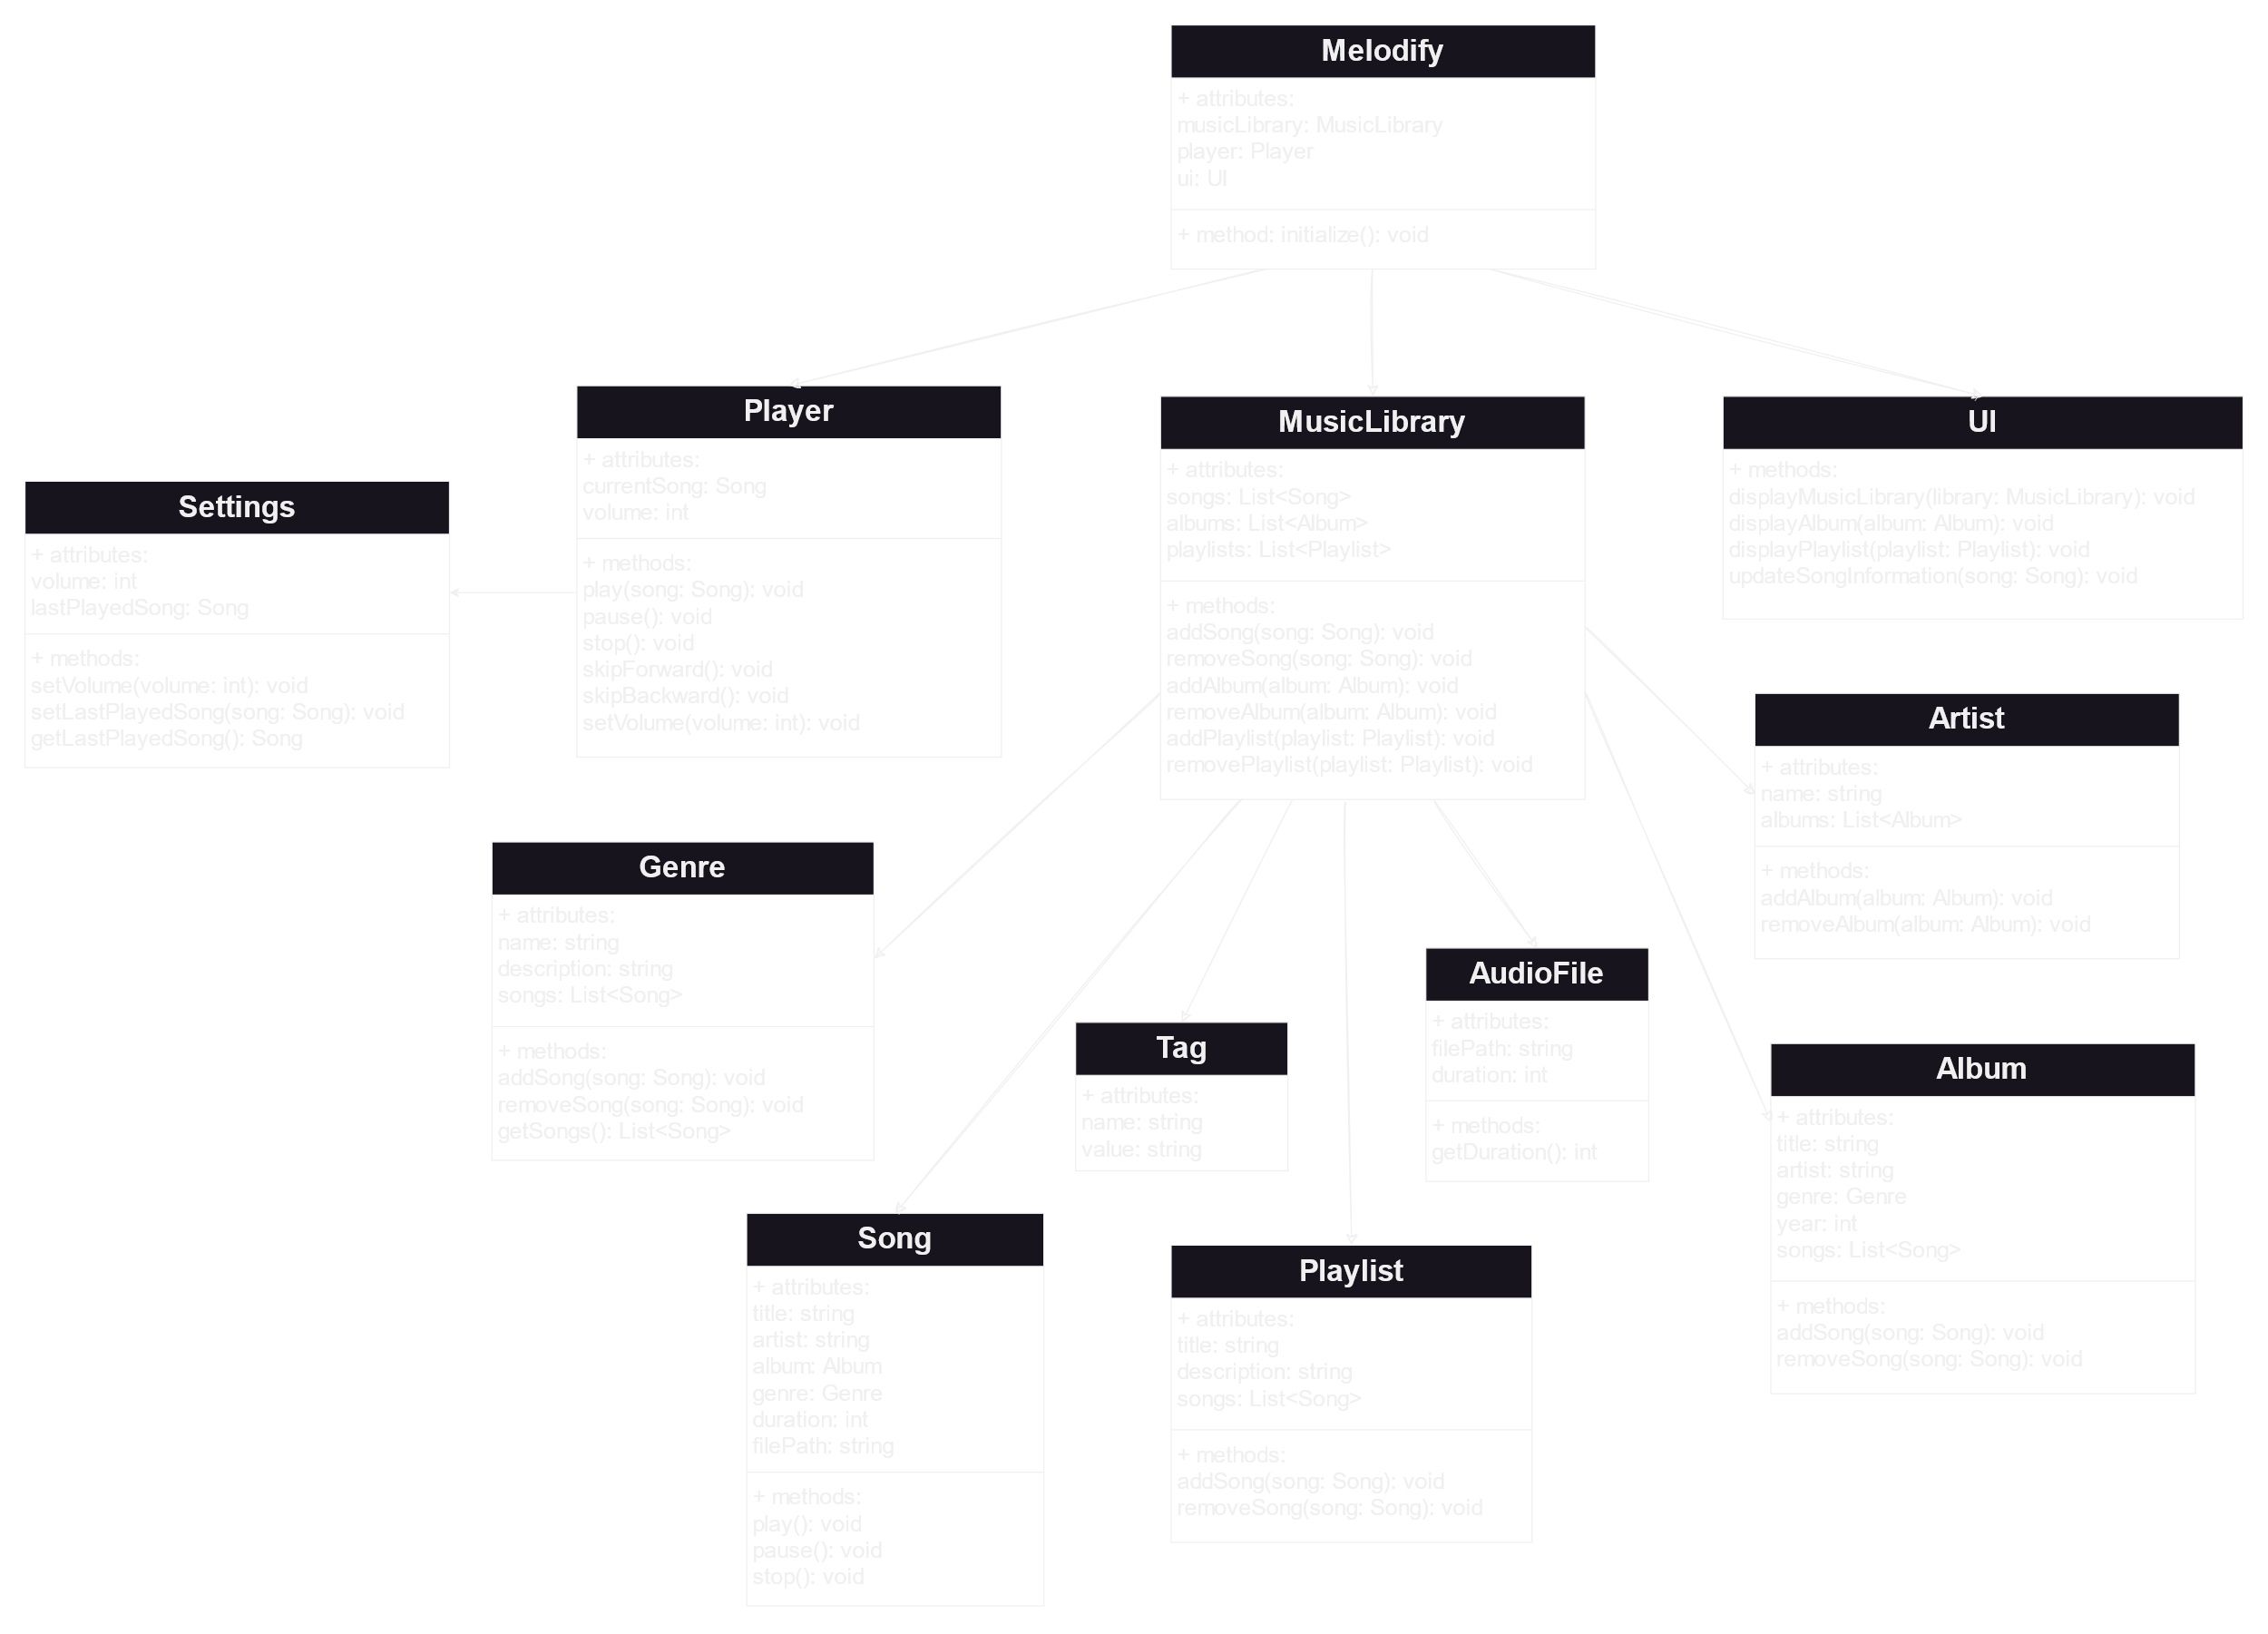 Melodify
+ attributes:
musicLibrary: MusicLibrary
player: Player
ui: UI
+ method: initialize(): void
Player
+ attributes:
currentSong: Song
volume: int
+ methods:
play(song: Song): void
pause(): void
stop(): void
skipForward(): void
skipBackward(): void
setVolume(volume: int): void
MusicLibrary
+ attributes:
songs: List<Song>
albums: List<Album>
playlists: List<Playlist>
+ methods:
addSong(song: Song): void
removeSong(song: Song): void
addAlbum(album: Album): void
removeAlbum(album: Album): void
addPlaylist(playlist: Playlist): void
removePlaylist(playlist: Playlist): void
UI
+ methods:
displayMusicLibrary(library: MusicLibrary): void
displayAlbum(album: Album): void
displayPlaylist(playlist: Playlist): void
updateSongInformation(song: Song): void
Settings
+ attributes:
volume: int
lastPlayedSong: Song
+ methods:
setVolume(volume: int): void
setLastPlayedSong(song: Song): void
getLastPlayedSong(): Song
Artist
+ attributes:
name: string
albums: List<Album>
+ methods:
addAlbum(album: Album): void
removeAlbum(album: Album): void
Genre
+ attributes:
name: string
description: string
songs: List<Song>
+ methods:
addSong(song: Song): void
removeSong(song: Song): void
getSongs(): List<Song>
AudioFile
+ attributes:
filePath: string
duration: int
+ methods:
getDuration(): int
Tag
+ attributes:
name: string
value: string
Album
+ attributes:
title: string
artist: string
genre: Genre
year: int
songs: List<Song>
+ methods:
addSong(song: Song): void
removeSong(song: Song): void
Song
+ attributes:
title: string
artist: string
album: Album
genre: Genre
duration: int
filePath: string
+ methods:
play(): void
pause(): void
stop(): void
Playlist
+ attributes:
title: string
description: string
songs: List<Song>
+ methods:
addSong(song: Song): void
removeSong(song: Song): void